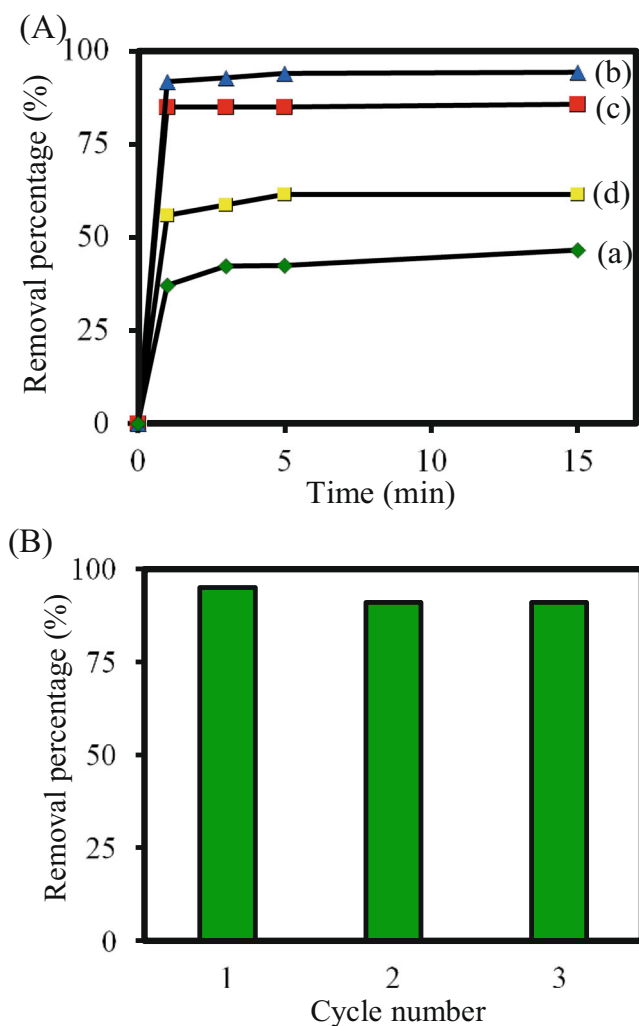 (A)
Removal percentage (%)
100
75
50
25
0
(b)
(c)
(d)
(a)
0 5 10 15
Time (min)
(B)
Removal percentage (%)
100
75
50
25
0
1 2 3
Cycle number